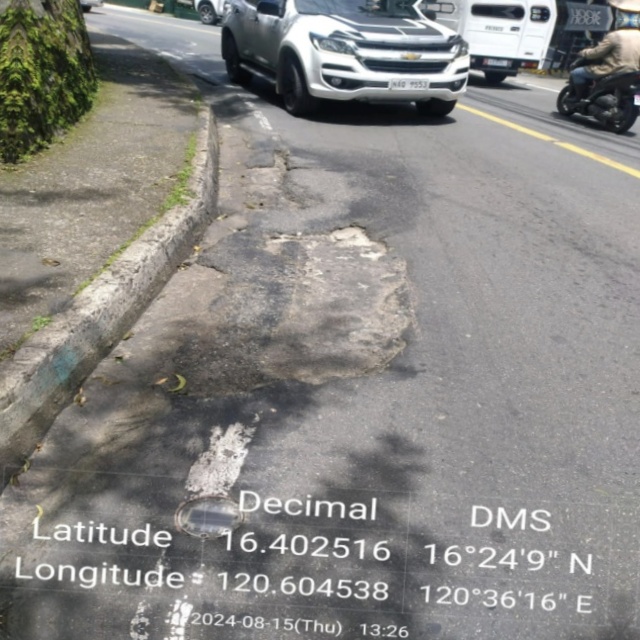 Decimal DMS
Latitude 16.402516 16°24'9" N
Longitude 120.604538 120°36'16" E
2024-08-15(Thu) 13:26